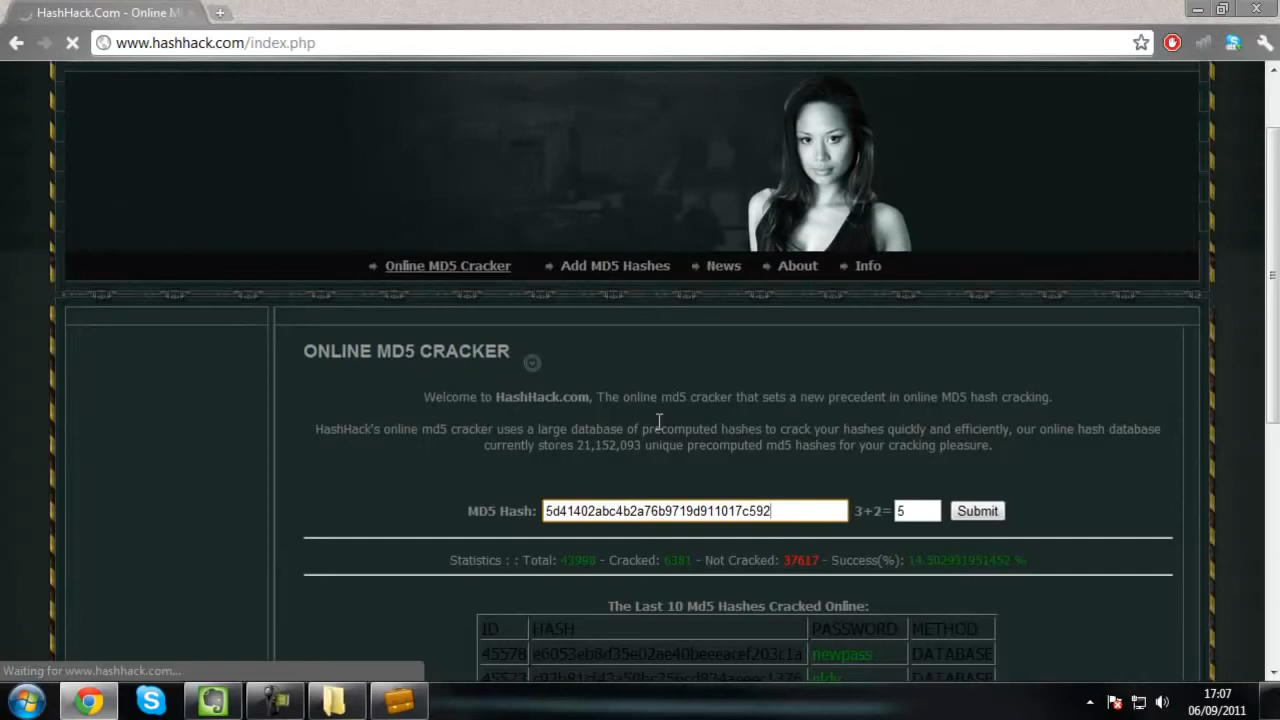 HashHack.Com - Online M
www.hashhack.com/index.php
Online MD5 Cracker
Add MD5 Hashes
News
About
Info
ONLINE MD5 CRACKER
Welcome to HashHack.com, The online md5 cracker that sets a new precedent in online MD5 hash cracking.
HashHack's online md5 cracker uses a large database of precomputed hashes to crack your hashes quickly and efficiently, our online hash database
currently stores 21,152,093 unique precomputed md5 hashes for your cracking pleasure.
MD5 Hash: 5d41402abc4b2a76b9719d911017c592 3+2= 5 Submit
Statistics : : Total: 43998 - Cracked: 6381 - Not Cracked: 37617 - Success(%): 14.502931951452 %
The Last 10 Md5 Hashes Cracked Online:
ID HASH PASSWORD METHOD
45578 e6053eb8d35e02ae40beeeacef203c1a newpass DATABASE
DATABASE
Waiting for www.hashhack.com...
17:07
06/09/2011